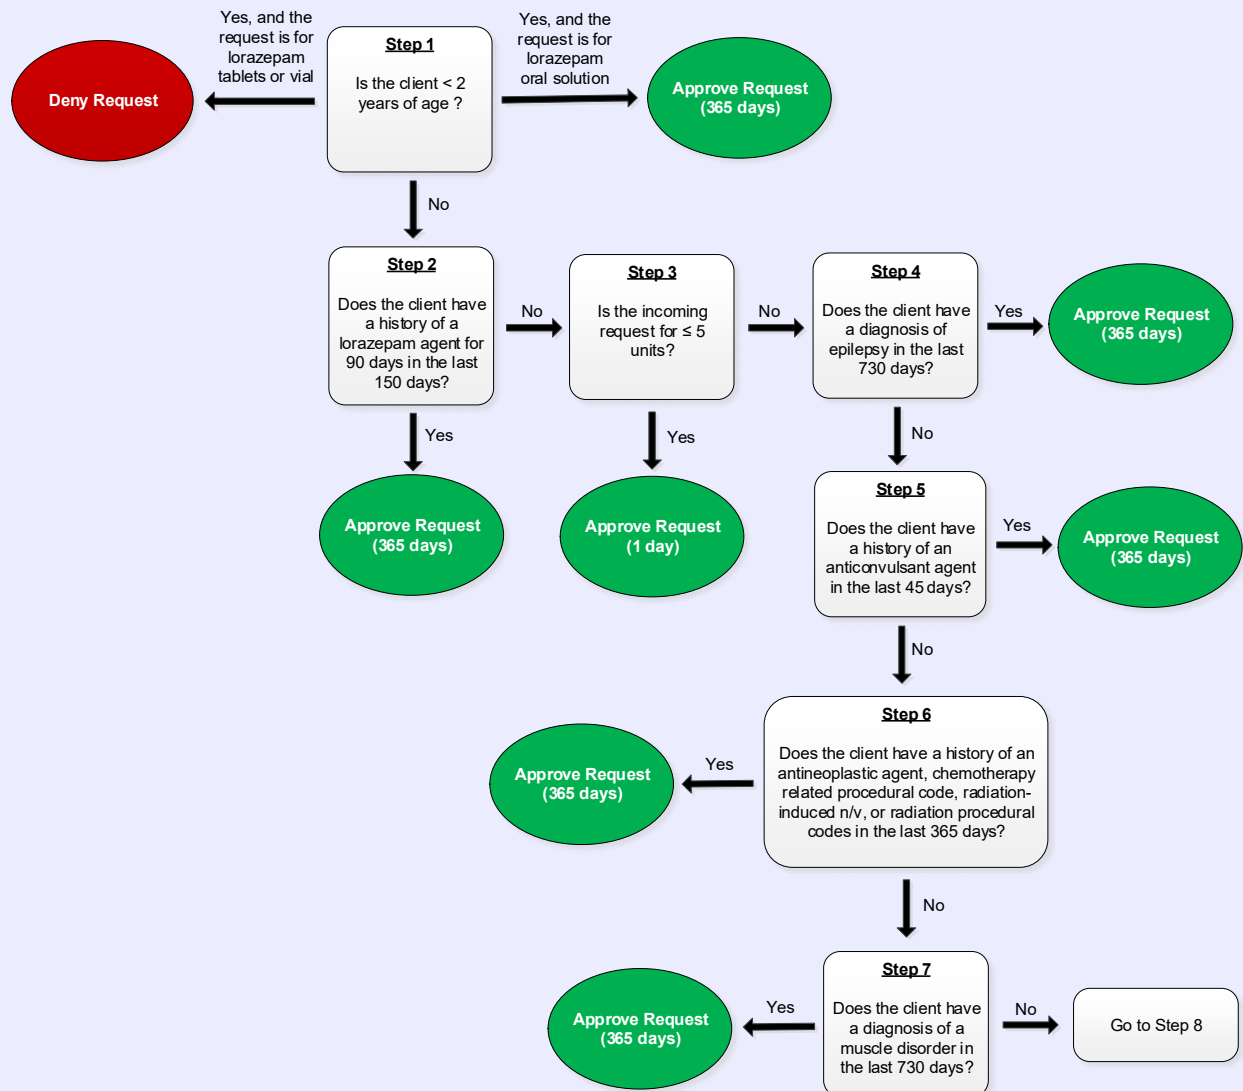 Yes, and the
request is for
lorazepam
tablets or vial
Yes, and the
request is for
lorazepam
oral solution
Step 1
Is the client < 2
years of age ?
Deny Request
Approve Request
(365 days)
No
Step 2
Does the client have
a history of a
lorazepam agent for
90 days in the last
150 days?
No
Step 3
Is the incoming
request for ≤ 5
units?
No
Step 4
Does the client have
a diagnosis of
epilepsy in the last
730 days?
Yes
Approve Request
(365 days)
Yes
Yes
No
Approve Request
(365 days)
Approve Request
(1 day)
Step 5
Does the client have
a history of an
anticonvulsant agent
in the last 45 days?
Yes
Approve Request
(365 days)
No
Step 6
Does the client have a history of an
antineoplastic agent, chemotherapy
related procedural code, radiation-
induced n/v, or radiation procedural
codes in the last 365 days?
Yes
Approve Request
(365 days)
No
Step 7
Does the client have
a diagnosis of a
muscle disorder in
the last 730 days?
Yes
Approve Request
(365 days)
No
Go to Step 8